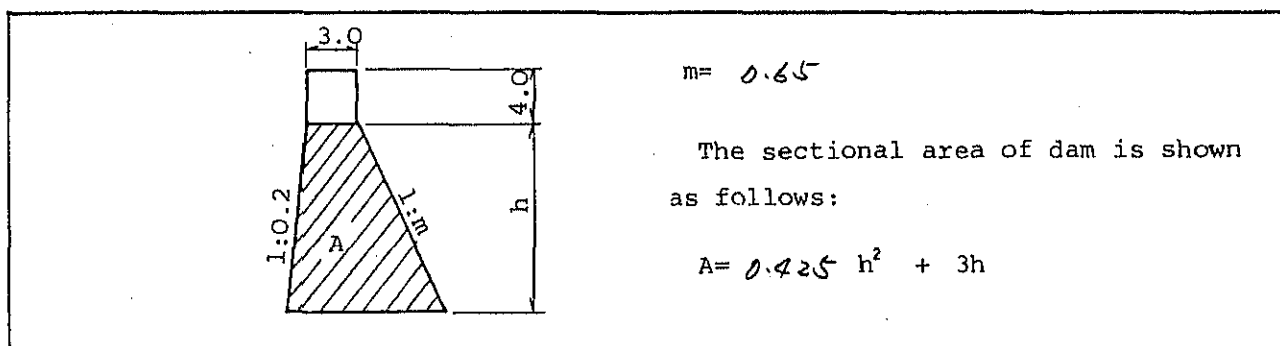 3.0
4.0
h
1:0.2
1:m
A
m= 0.65
The sectional area of dam is shown
as follows:
A= 0.425 h² + 3h